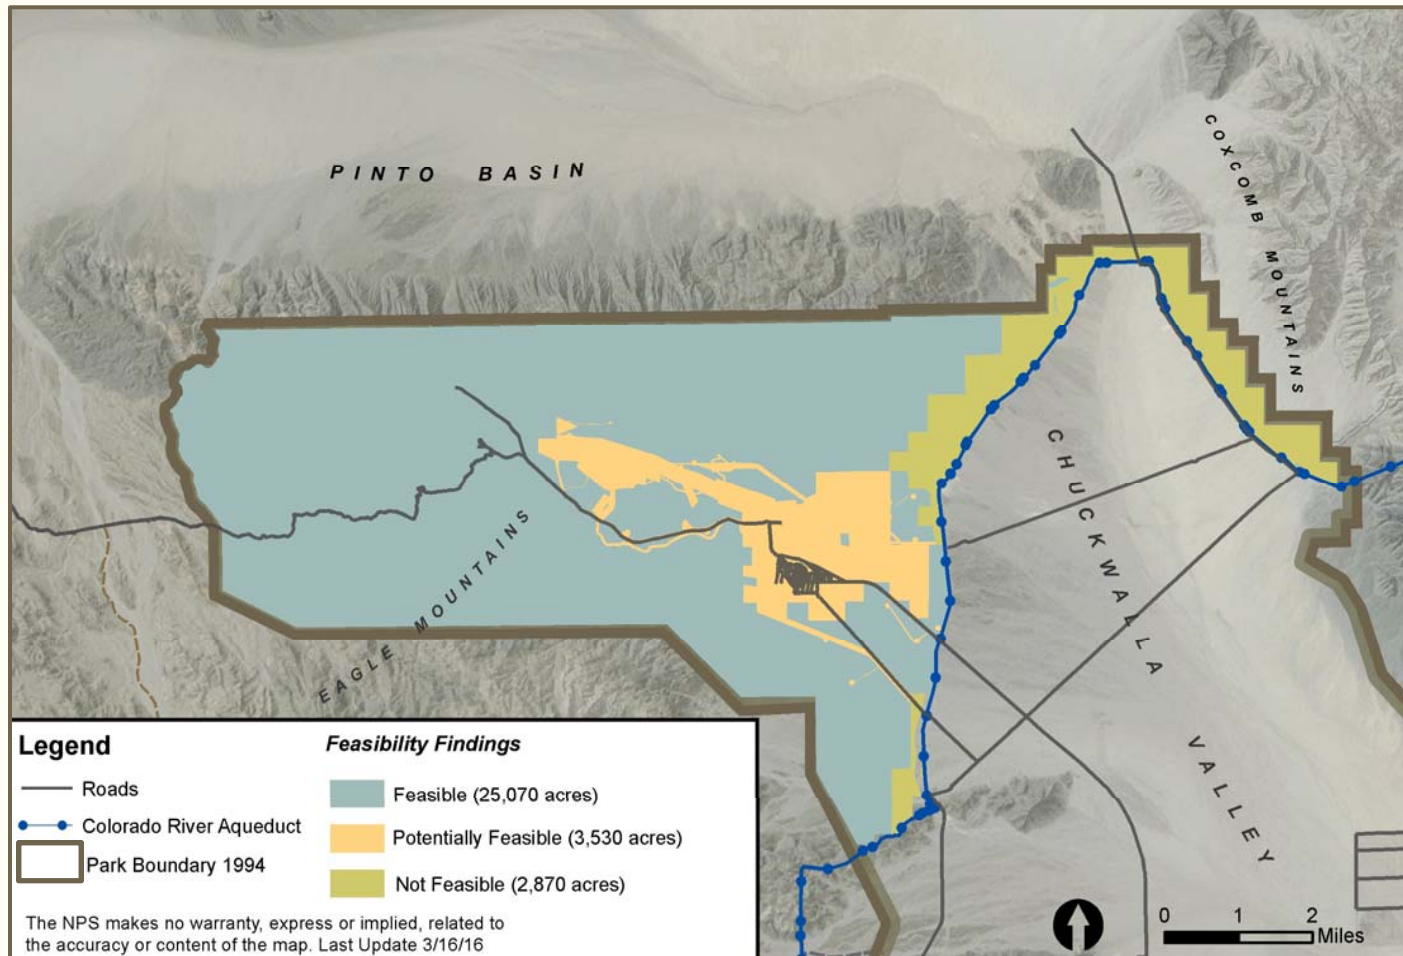 PINTO BASIN
COXCOMB MOUNTAINS
CHUCKWALLA VALLEY
EAGLE MOUNTAINS
Legend
Roads
Colorado River Aqueduct
Park Boundary 1994
Feasibility Findings
Feasible (25,070 acres)
Potentially Feasible (3,530 acres)
Not Feasible (2,870 acres)
The NPS makes no warranty, express or implied, related to
the accuracy or content of the map. Last Update 3/16/16
0 1 2
Miles